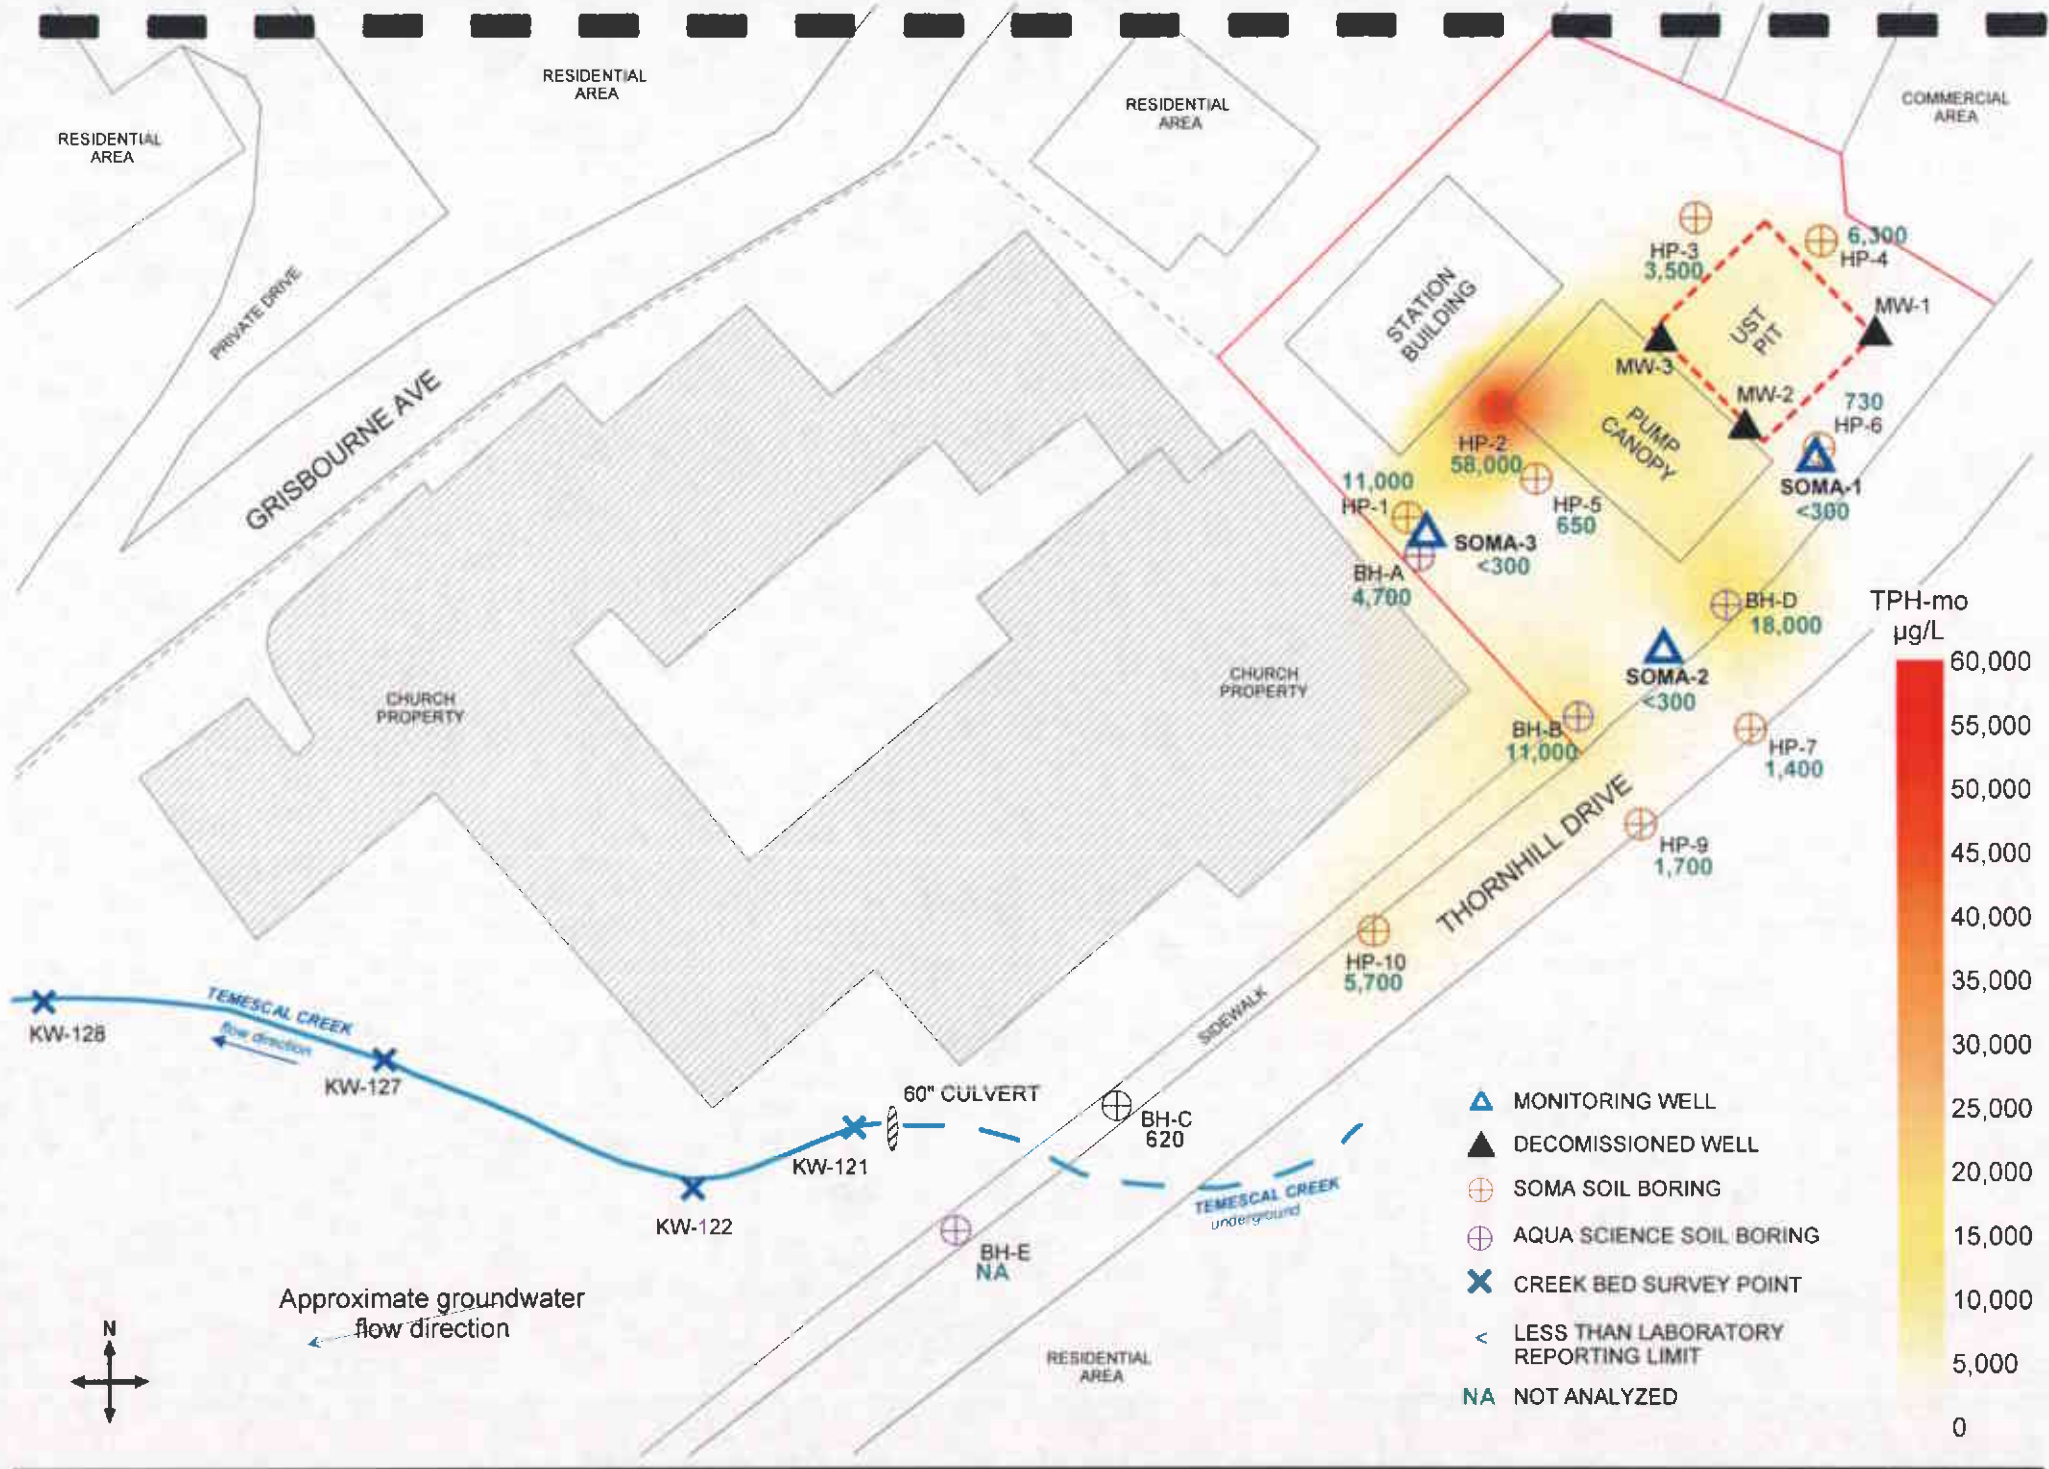 RESIDENTIAL
AREA
RESIDENTIAL
AREA
RESIDENTIAL
AREA
COMMERCIAL
AREA
PRIVATE DRIVE
GRISBOURNE AVE
STATION
BUILDING
HP-3
3,500
6,300
HP-4
UST
PIT
MW-1
MW-3
MW-2
730
HP-6
PUMP
CANOPY
HP-2
58,000
SOMA-1
<300
11,000
HP-1
HP-5
650
SOMA-3
<300
BH-A
4,700
BH-D
18,000
SOMA-2
<300
CHURCH
PROPERTY
CHURCH
PROPERTY
BH-B
11,000
HP-7
1,400
THORNHILL DRIVE
HP-9
1,700
HP-10
5,700
SIDEWALK
TEMESCAL CREEK
flow direction
KW-128
KW-127
60" CULVERT
KW-121
KW-122
BH-C
620
TEMESCAL CREEK
underground
BH-E
NA
Approximate groundwater
flow direction
N
RESIDENTIAL
AREA
TPH-mo
µg/L
60,000
55,000
50,000
45,000
40,000
35,000
30,000
25,000
20,000
15,000
10,000
5,000
0
MONITORING WELL
DECOMISSIONED WELL
SOMA SOIL BORING
AQUA SCIENCE SOIL BORING
CREEK BED SURVEY POINT
< LESS THAN LABORATORY
REPORTING LIMIT
NA NOT ANALYZED